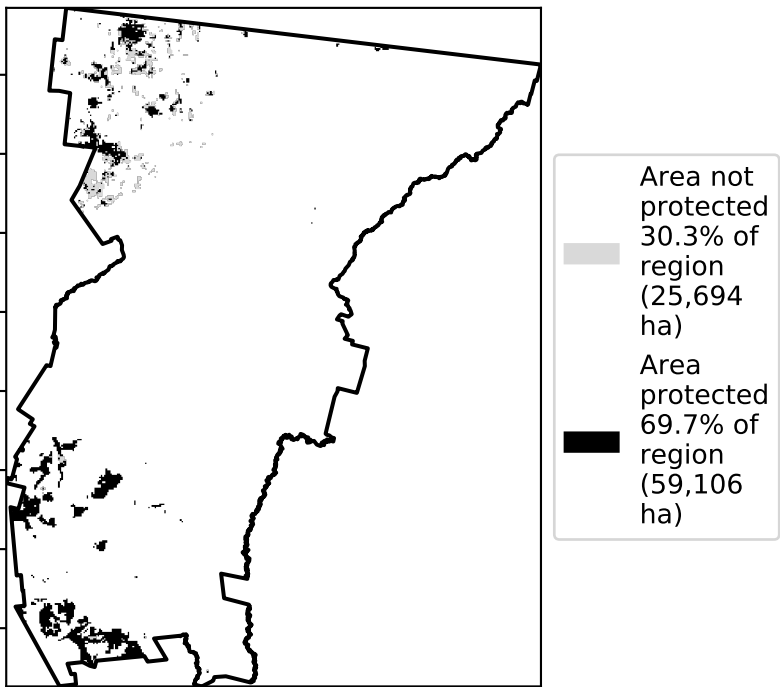 Area not
protected
30.3% of
region
(25,694
ha)
Area
protected
69.7% of
region
(59,106
ha)